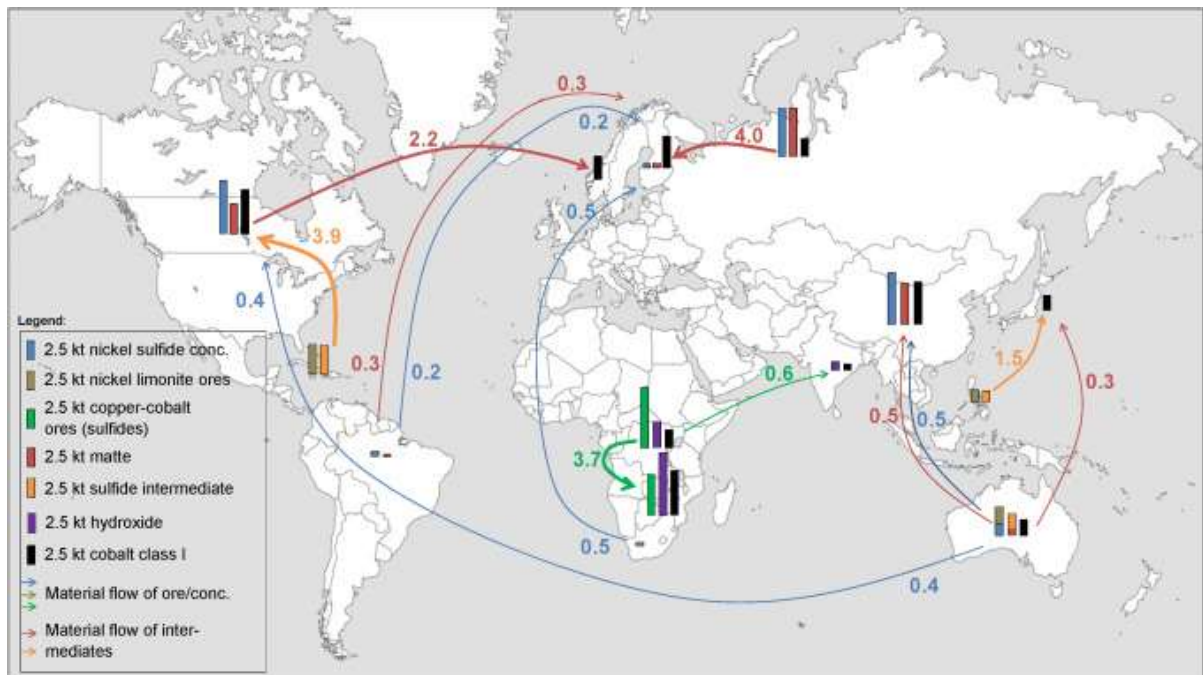 0.3
0.2
2.2
4.0
0.5
3.9
0.4
Legend:
2.5 kt nickel sulfide conc.
2.5 kt nickel limonite ores
2.5 kt copper-cobalt
ores (sulfides)
2.5 kt matte
2.5 kt sulfide intermediate
2.5 kt hydroxide
2.5 kt cobalt class I
Material flow of ore/conc.
Material flow of inter-
mediates
0.3
0.2
0.6
1.5
0.3
0.5
0.5
3.7
0.5
0.4